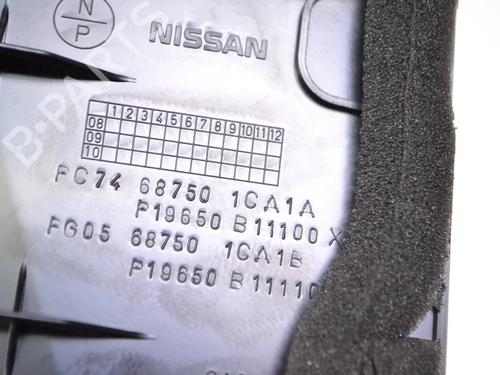 N
P
NISSAN
B-PARTS
1 2 3 4 5 6 7 8 9 10 11 12
08
09
10
FC74 68750 1CA1A
P19650 B11100 X
FG05 68750 1CA1B
P19650 B11110